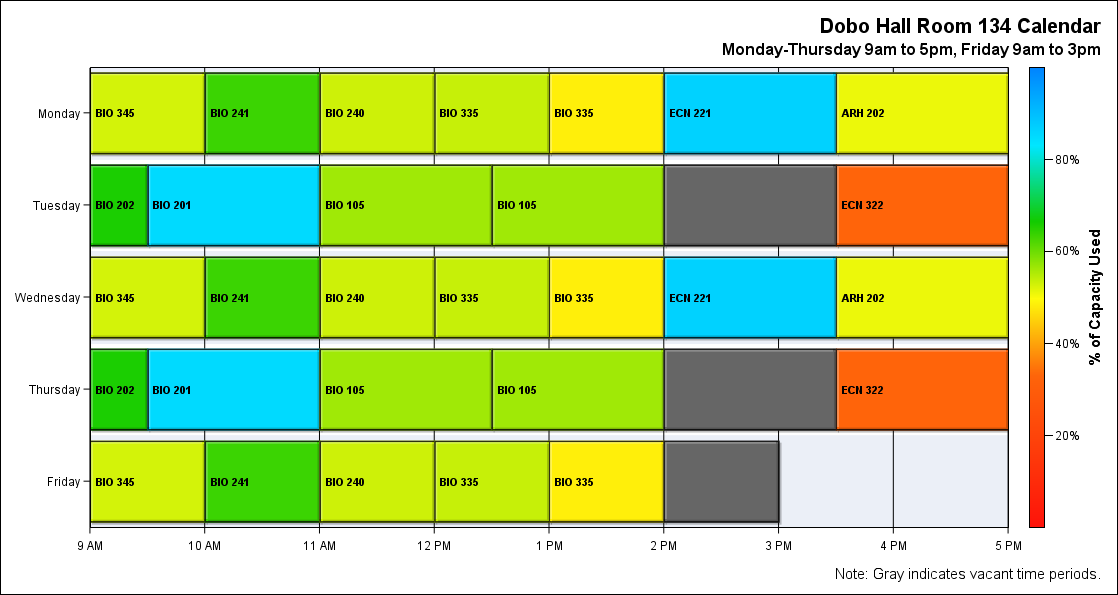 Dobo Hall Room 134 Calendar
Monday-Thursday 9am to 5pm, Friday 9am to 3pm
Monday
BIO 345
BIO 241
BIO 240
BIO 335
BIO 335
ECN 221
ARH 202
Tuesday
BIO 202
BIO 201
BIO 105
BIO 105
ECN 322
Wednesday
BIO 345
BIO 241
BIO 240
BIO 335
BIO 335
ECN 221
ARH 202
Thursday
BIO 202
BIO 201
BIO 105
BIO 105
ECN 322
Friday
BIO 345
BIO 241
BIO 240
BIO 335
BIO 335
9 AM
10 AM
11 AM
12 PM
1 PM
2 PM
3 PM
4 PM
5 PM
80%
60%
40%
20%
% of Capacity Used
Note: Gray indicates vacant time periods.